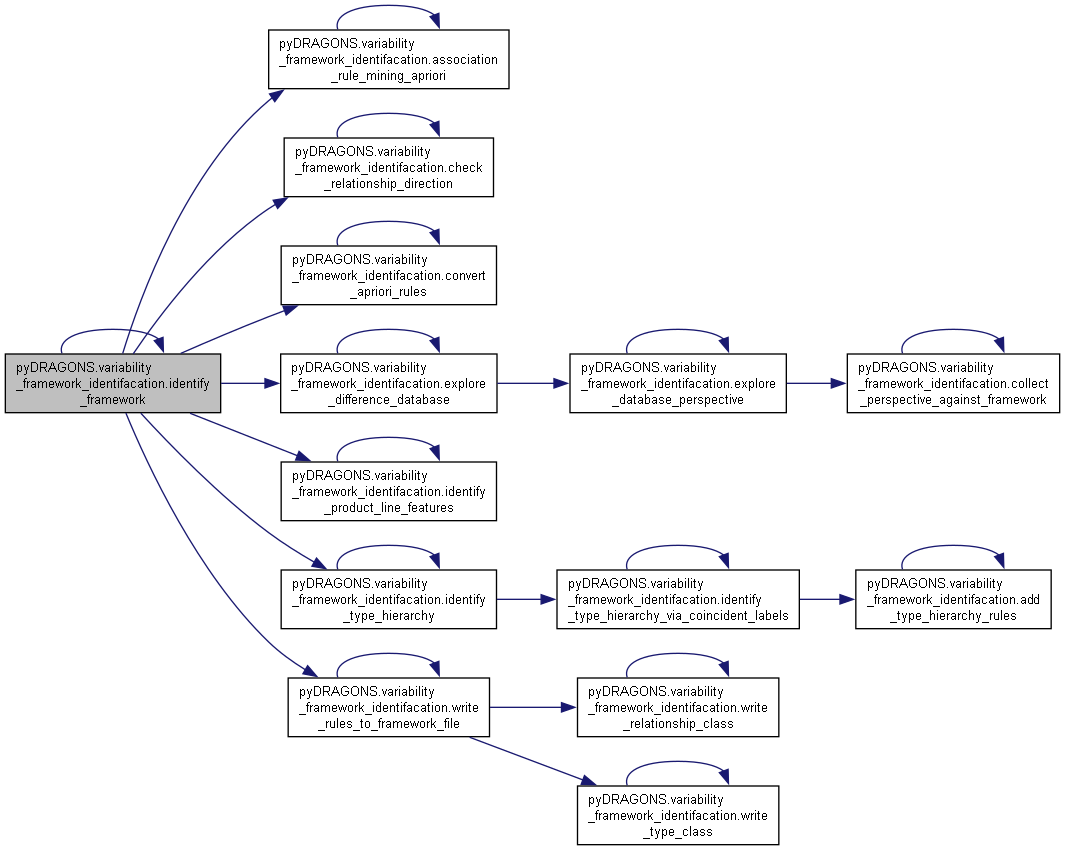 pyDRAGONS.variability
_framework_identifacation.association
_rule_mining_apriori
pyDRAGONS.variability
_framework_identifacation.check
_relationship_direction
pyDRAGONS.variability
_framework_identifacation.convert
_apriori_rules
pyDRAGONS.variability
_framework_identifacation.identify
_framework
pyDRAGONS.variability
_framework_identifacation.explore
_difference_database
pyDRAGONS.variability
_framework_identifacation.explore
_database_perspective
pyDRAGONS.variability
_framework_identifacation.collect
_perspective_against_framework
pyDRAGONS.variability
_framework_identifacation.identify
_product_line_features
pyDRAGONS.variability
_framework_identifacation.identify
_type_hierarchy
pyDRAGONS.variability
_framework_identifacation.identify
_type_hierarchy_via_coincident_labels
pyDRAGONS.variability
_framework_identifacation.add
_type_hierarchy_rules
pyDRAGONS.variability
_framework_identifacation.write
_rules_to_framework_file
pyDRAGONS.variability
_framework_identifacation.write
_relationship_class
pyDRAGONS.variability
_framework_identifacation.write
_type_class